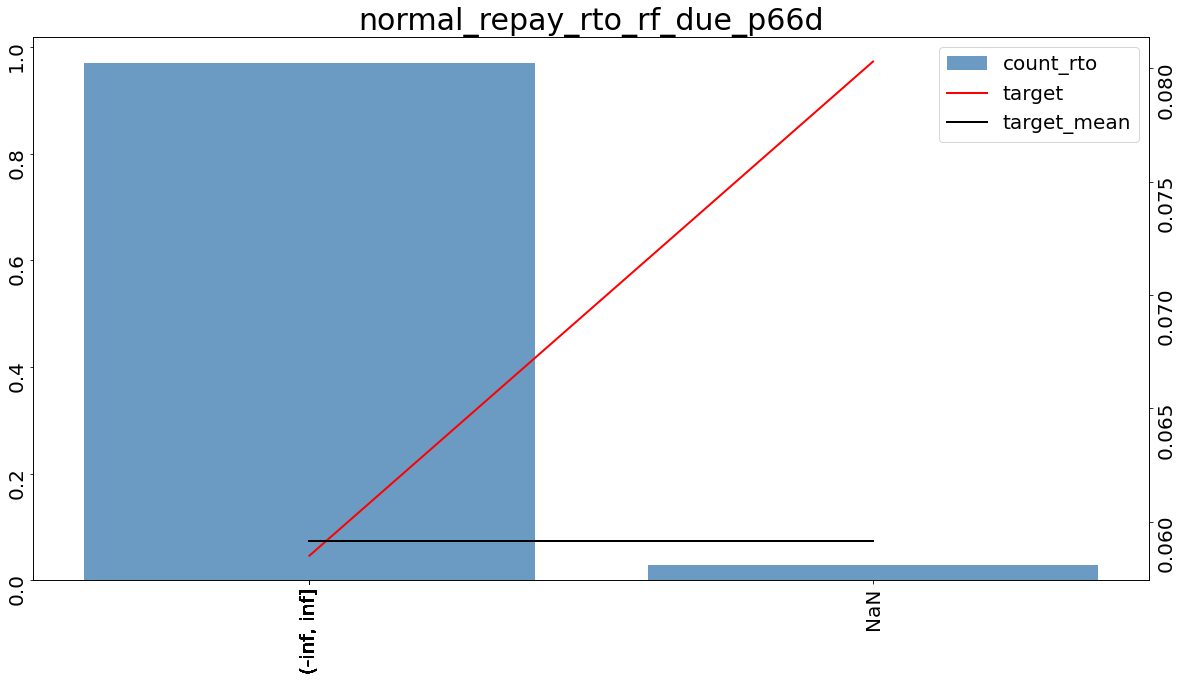 normal_repay_rto_rf_due_p66d
count_rto
target
target_mean
1.0
0.8
0.6
0.4
0.2
0.0
0.080
0.075
0.070
0.065
0.060
(-inf, inf]
NaN